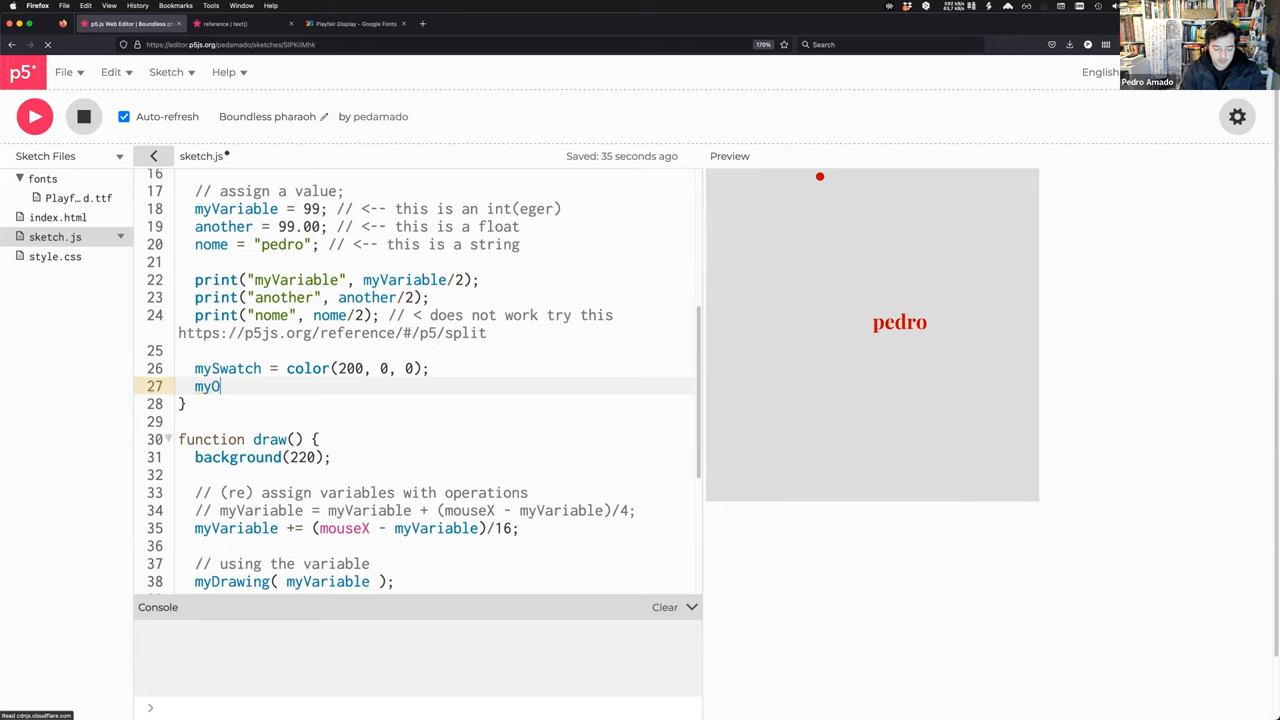 Firefox File Edit View History Bookmarks Tools Window Help
p5.js Web Editor | Boundless ph × reference | text() × Playfair Display - Google Fonts × +
https://editor.p5js.org/pedamado/sketches/SlPKilMhk 170% Search
p5* File Edit Sketch Help English
Pedro Amado
Auto-refresh Boundless pharaoh by pedamado
Sketch Files sketch.js Saved: 35 seconds ago Preview
fonts
Playf…d.ttf
index.html
sketch.js
style.css
16
17 // assign a value;
18 myVariable = 99; // <-- this is an int(eger)
19 another = 99.00; // <-- this is a float
20 nome = "pedro"; // <-- this is a string
21
22 print("myVariable", myVariable/2);
23 print("another", another/2);
24 print("nome", nome/2); // < does not work try this
https://p5js.org/reference/#/p5/split
25
26 mySwatch = color(200, 0, 0);
27 myO
28 }
29
30 function draw() {
31 background(220);
32
33 // (re) assign variables with operations
34 // myVariable = myVariable + (mouseX - myVariable)/4;
35 myVariable += (mouseX - myVariable)/16;
36
37 // using the variable
38 myDrawing( myVariable );
pedro
Console Clear
>
Read cdnjs.cloudflare.com